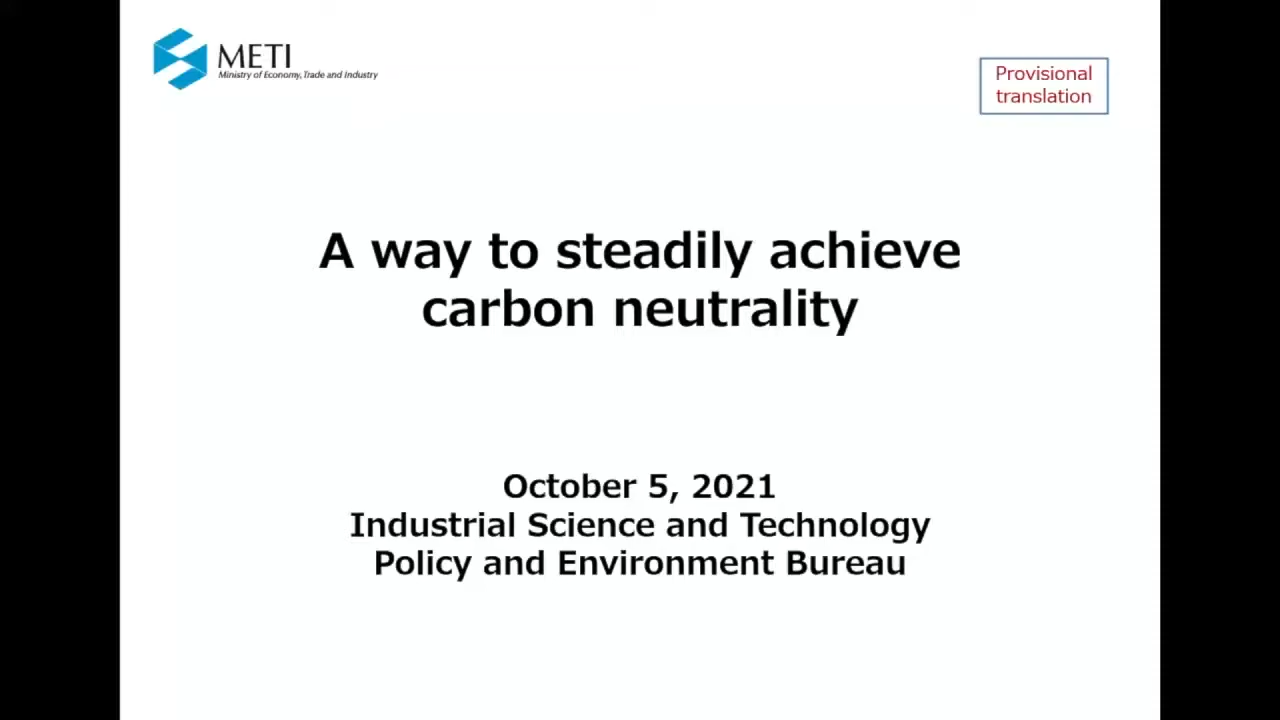 METI
Ministry of Economy, Trade and Industry
Provisional
translation
A way to steadily achieve
carbon neutrality
October 5, 2021
Industrial Science and Technology
Policy and Environment Bureau